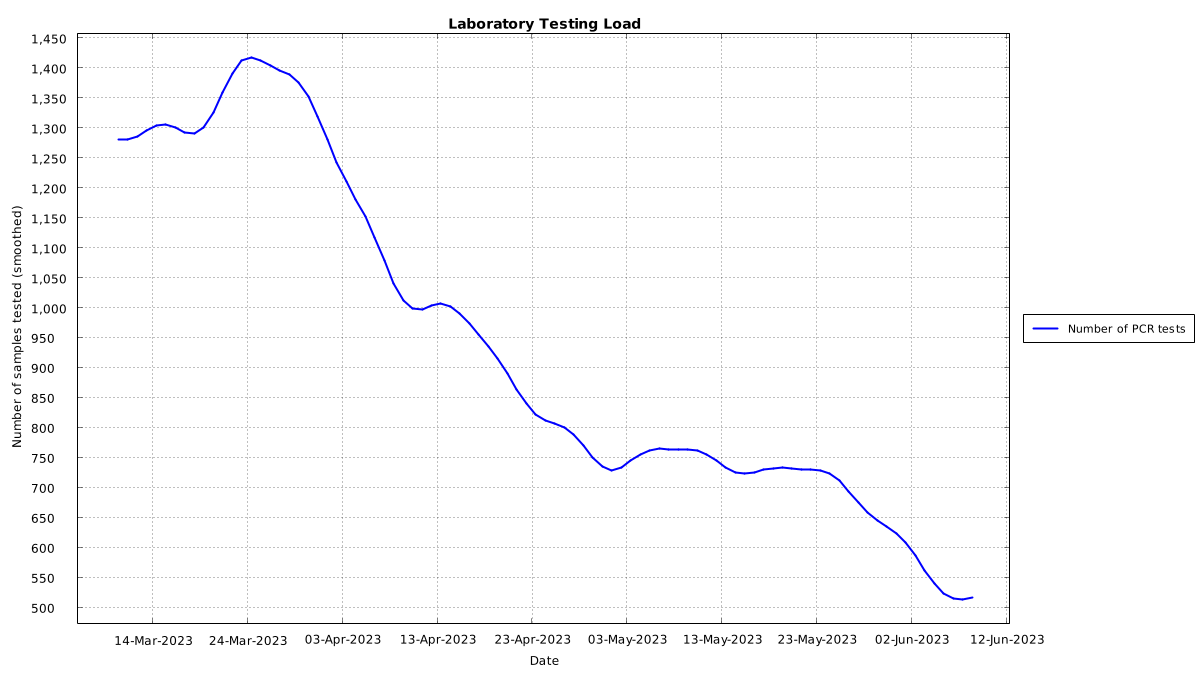 Laboratory Testing Load
Number of samples tested (smoothed)
1,450
1,400
1,350
1,300
1,250
1,200
1,150
1,100
1,050
1,000
950
900
850
800
750
700
650
600
550
500
14-Mar-2023
24-Mar-2023
03-Apr-2023
13-Apr-2023
23-Apr-2023
03-May-2023
13-May-2023
23-May-2023
02-Jun-2023
12-Jun-2023
Date
Number of PCR tests